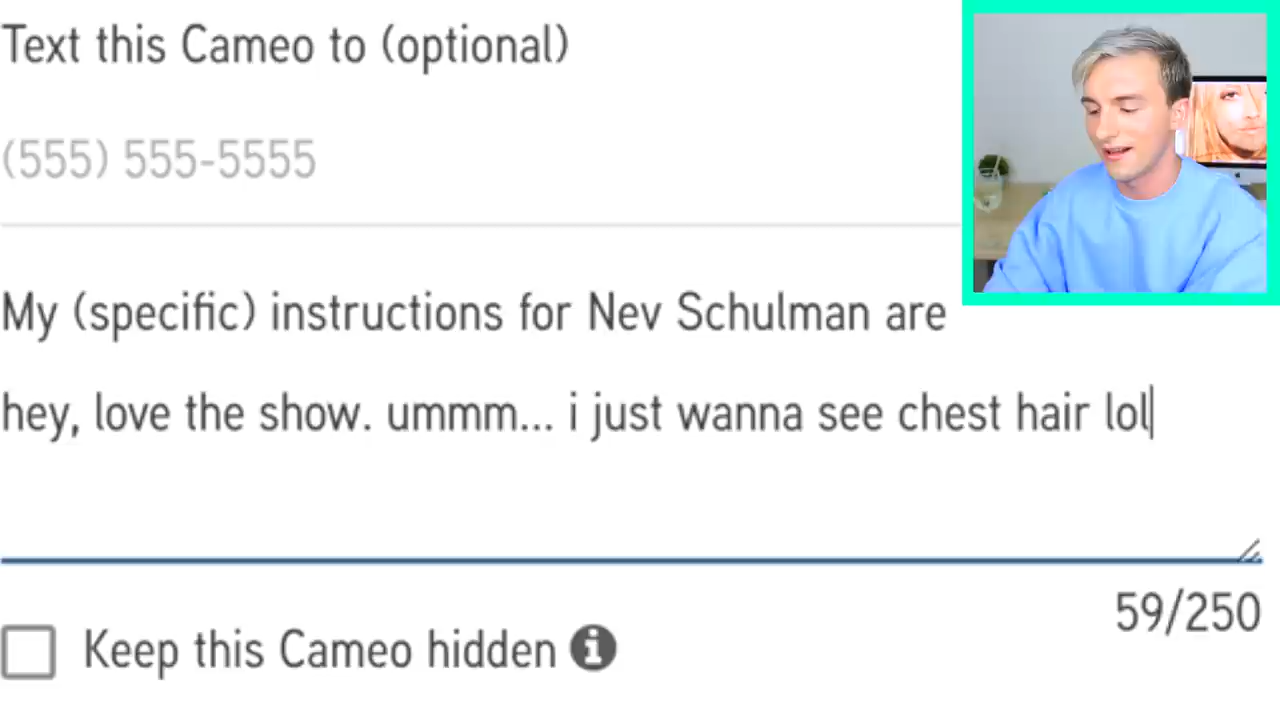 Text this Cameo to (optional)
(555) 555-5555
My (specific) instructions for Nev Schulman are
hey, love the show. ummm... i just wanna see chest hair lol
59/250
Keep this Cameo hidden